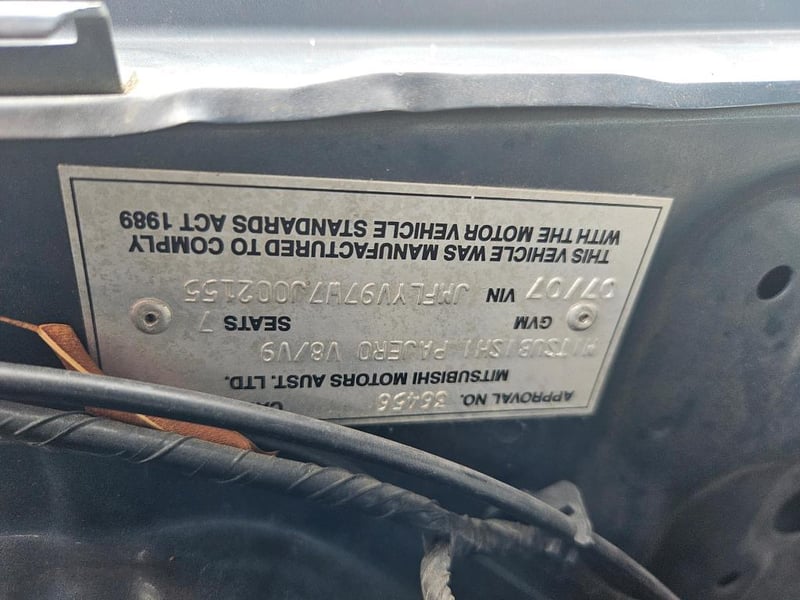 APPROVAL NO. 36456 CA
MITSUBISHI MOTORS AUST. LTD.
MITSUBISHI PAJERO V8/V9
GVM SEATS 7
07/07 VIN JMFLYV97W7J002155
THIS VEHICLE WAS MANUFACTURED TO COMPLY
WITH THE MOTOR VEHICLE STANDARDS ACT 1989